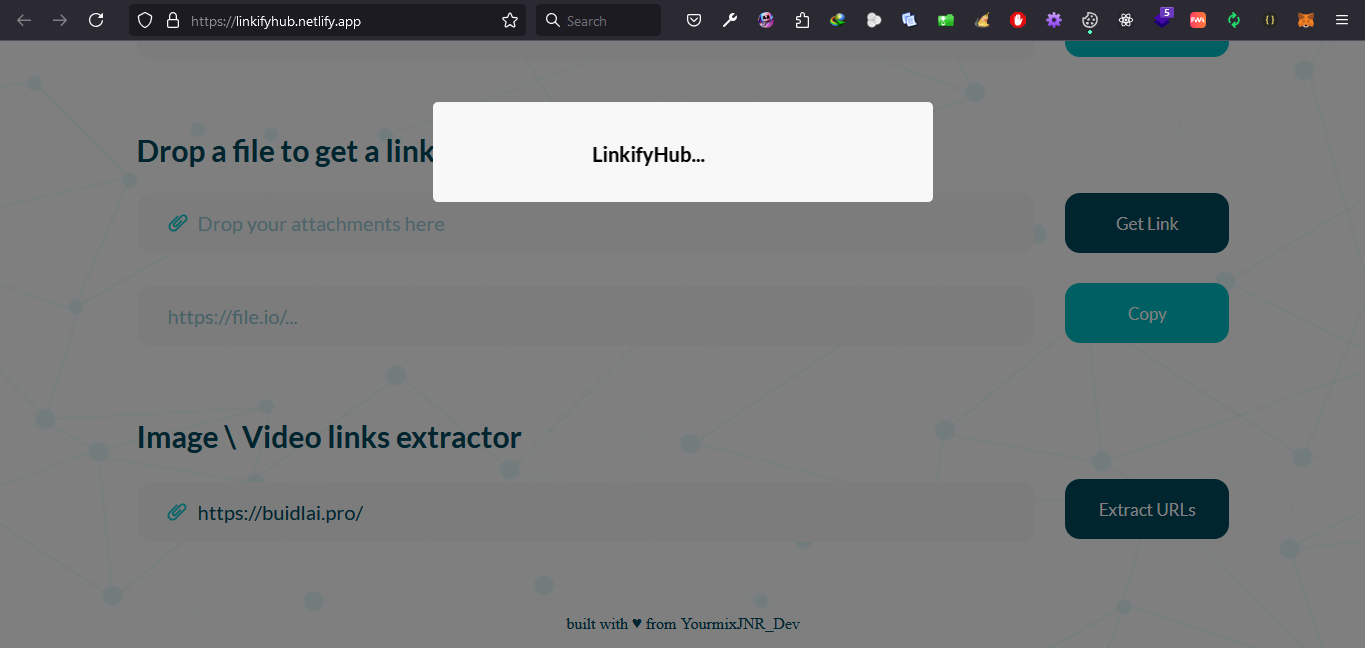 https://linkifyhub.netlify.app
Search
5
PWA
Drop a file to get a link
LinkifyHub...
Drop your attachments here
Get Link
https://file.io/...
Copy
Image \ Video links extractor
https://buidlai.pro/
Extract URLs
built with ♥ from YourmixJNR_Dev